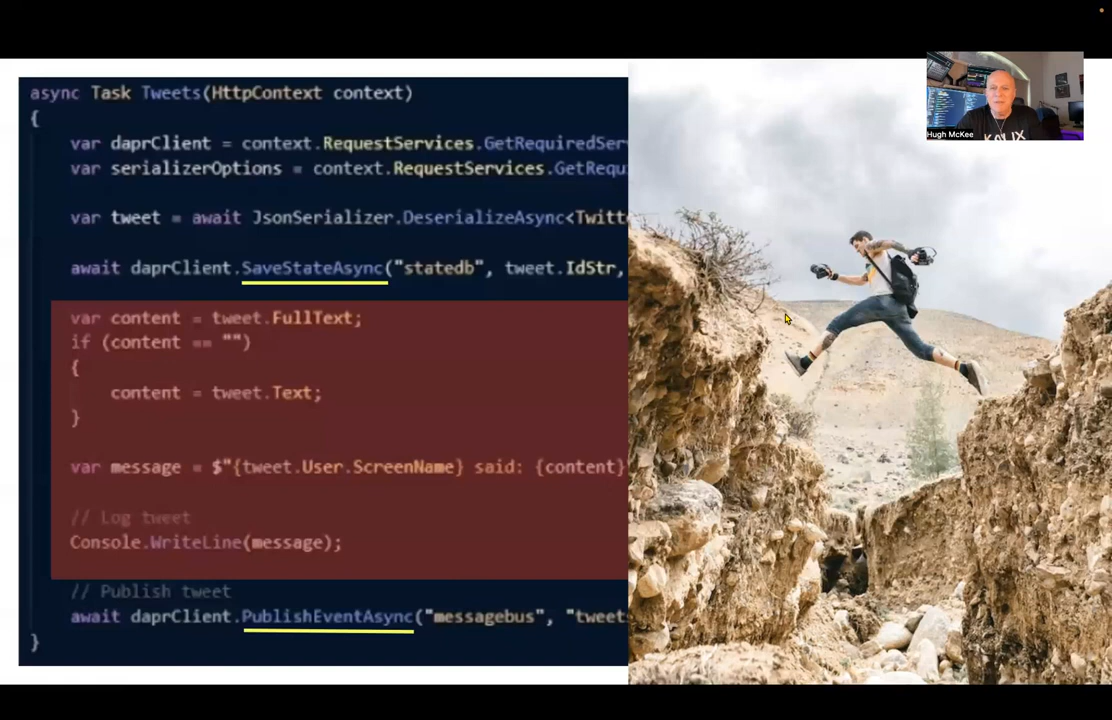 async Task Tweets(HttpContext context)
{
var daprClient = context.RequestServices.GetRequiredSer
var serializerOptions = context.RequestServices.GetRequ
var tweet = await JsonSerializer.DeserializeAsync<Twitt
await daprClient.SaveStateAsync("statedb", tweet.IdStr,
var content = tweet.FullText;
if (content == "")
{
content = tweet.Text;
}
var message = $"{tweet.User.ScreenName} said: {content}
// Log tweet
Console.WriteLine(message);
// Publish tweet
await daprClient.PublishEventAsync("messagebus", "tweets
}
Hugh McKee
KALIX